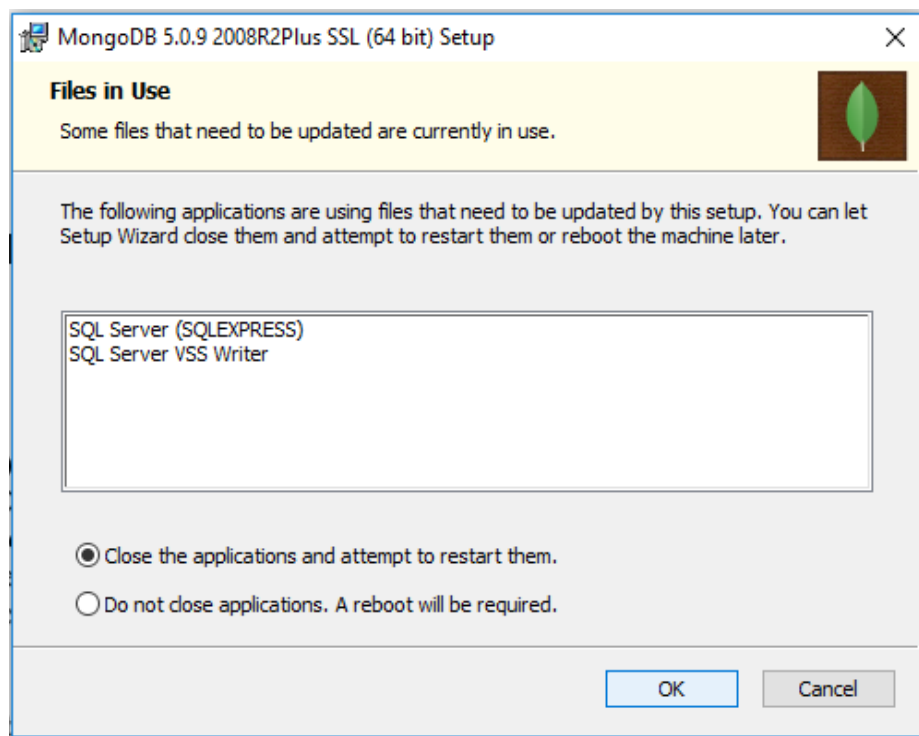 MongoDB 5.0.9 2008R2Plus SSL (64 bit) Setup
Files in Use
Some files that need to be updated are currently in use.
The following applications are using files that need to be updated by this setup. You can let
Setup Wizard close them and attempt to restart them or reboot the machine later.
SQL Server (SQLEXPRESS)
SQL Server VSS Writer
Close the applications and attempt to restart them.
Do not close applications. A reboot will be required.
OK
Cancel